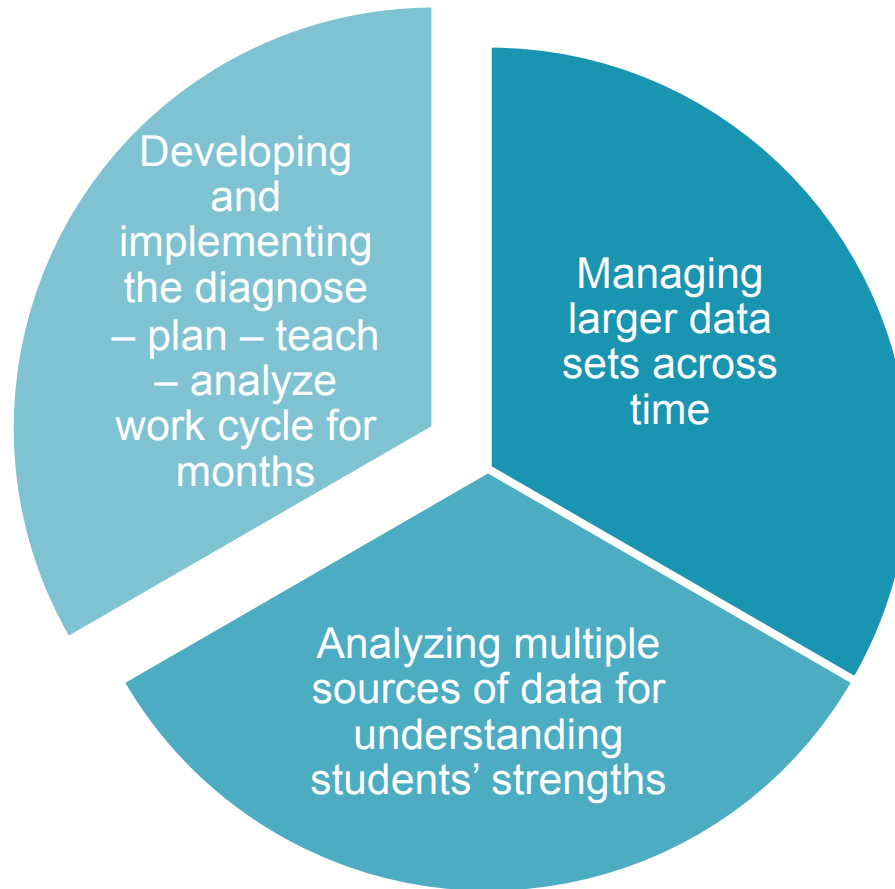 Developing
and
implementing
the diagnose
– plan – teach
– analyze
work cycle for
months
Managing
larger data
sets across
time
Analyzing multiple
sources of data for
understanding
students’ strengths